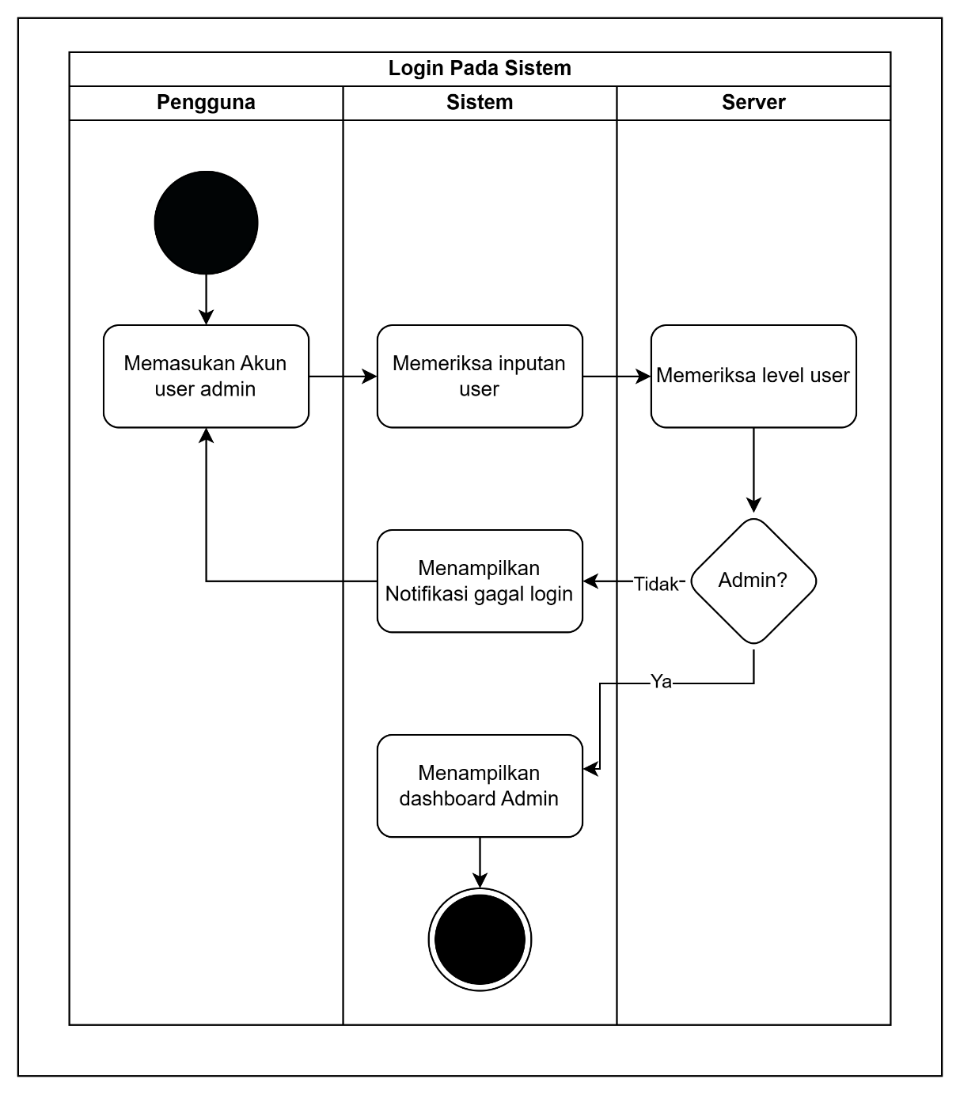 Login Pada Sistem
Pengguna
Sistem
Server
Memasukan Akun
user admin
Memeriksa inputan
user
Memeriksa level user
Menampilkan
Notifikasi gagal login
Tidak
Admin?
Ya
Menampilkan
dashboard Admin